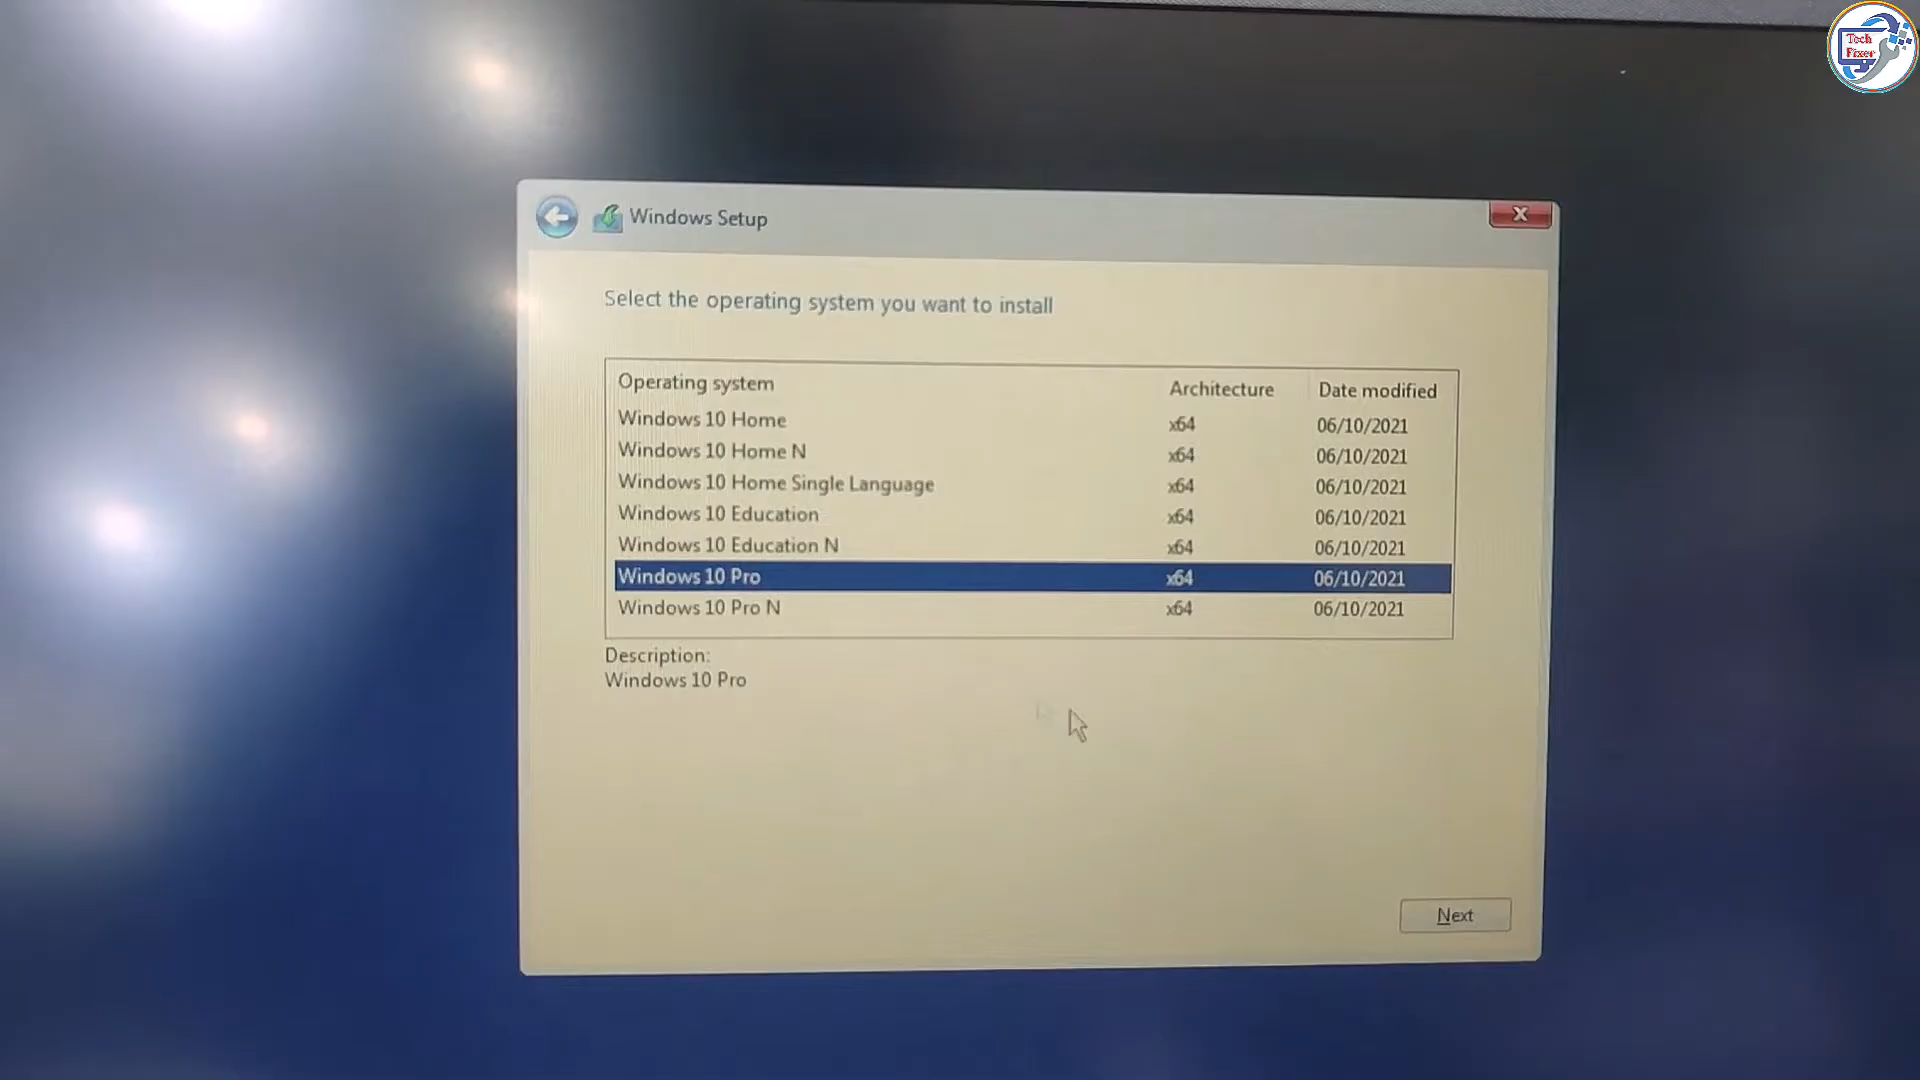 Tech
Fixer
Windows Setup
Select the operating system you want to install
Operating system Architecture Date modified
Windows 10 Home x64 06/10/2021
Windows 10 Home N x64 06/10/2021
Windows 10 Home Single Language x64 06/10/2021
Windows 10 Education x64 06/10/2021
Windows 10 Education N x64 06/10/2021
Windows 10 Pro x64 06/10/2021
Windows 10 Pro N x64 06/10/2021
Description:
Windows 10 Pro
Next